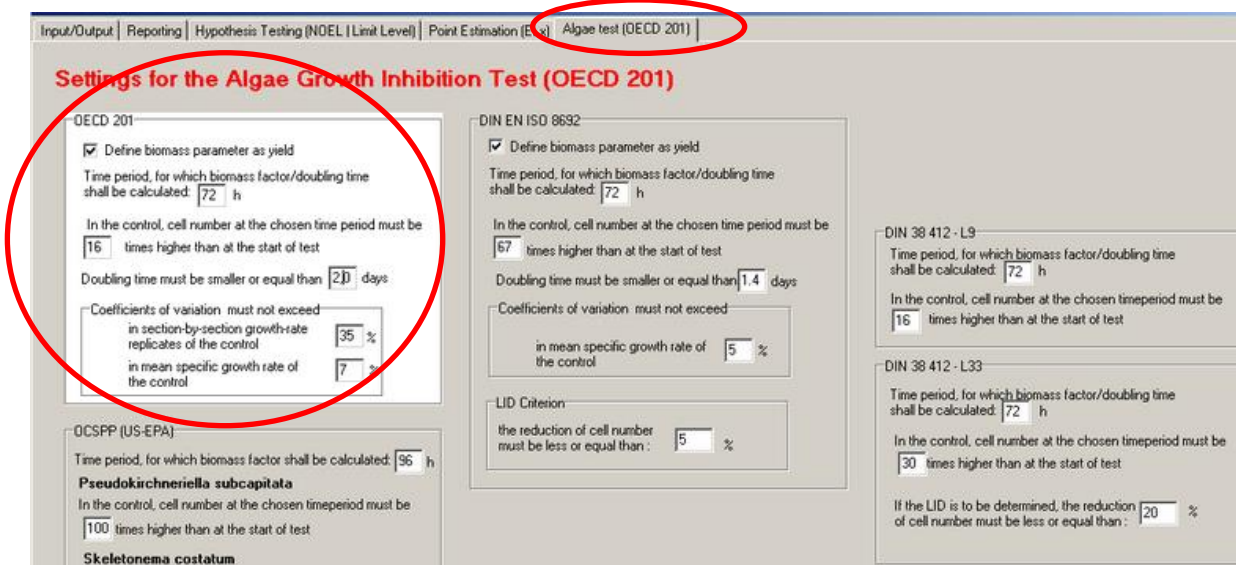 Input/Output | Reporting | Hypothesis Testing (NOEL | Limit Level) | Point Estimation (E x) | Algae test (OECD 201)
Settings for the Algae Growth Inhibition Test (OECD 201)
OECD 201
Define biomass parameter as yield
Time period, for which biomass factor/doubling time
shall be calculated: 72 h
In the control, cell number at the chosen time period must be
16 times higher than at the start of test
Doubling time must be smaller or equal than 2,0 days
Coefficients of variation must not exceed
in section-by-section growth-rate
replicates of the control 35 %
in mean specific growth rate of
the control 7 %
OCSPP (US-EPA)
Time period, for which biomass factor shall be calculated: 96 h
Pseudokirchneriella subcapitata
In the control, cell number at the chosen timeperiod must be
100 times higher than at the start of test
Skeletonema costatum
DIN EN ISO 8692
Define biomass parameter as yield
Time period, for which biomass factor/doubling time
shall be calculated: 72 h
In the control, cell number at the chosen time period must be
67 times higher than at the start of test
Doubling time must be smaller or equal than 1.4 days
Coefficients of variation must not exceed
in mean specific growth rate of
the control 5 %
LID Criterion
the reduction of cell number
must be less or equal than : 5 %
DIN 38 412 - L9
Time period, for which biomass factor/doubling time
shall be calculated: 72 h
In the control, cell number at the chosen timeperiod must be
16 times higher than at the start of test
DIN 38 412 - L33
Time period, for which biomass factor/doubling time
shall be calculated: 72 h
In the control, cell number at the chosen timeperiod must be
30 times higher than at the start of test
If the LID is to be determined, the reduction
of cell number must be less or equal than : 20 %